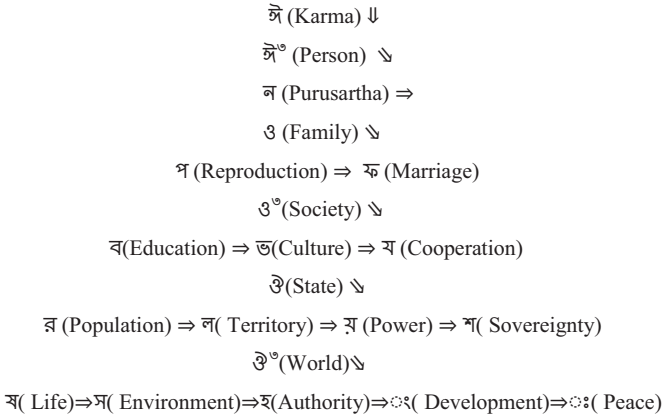 ঈ (Karma) ⇓
ঈ° (Person) ⇘
ন (Purusartha) ⇒
ও (Family) ⇘
প (Reproduction) ⇒ ফ (Marriage)
ও°(Society) ⇘
ব(Education) ⇒ ভ(Culture) ⇒ য (Cooperation)
ঔ(State) ⇘
র (Population) ⇒ ল( Territory) ⇒ য় (Power) ⇒ শ( Sovereignty)
ঔ°(World)⇘
ষ( Life)⇒স( Environment)⇒হ(Authority)⇒ং( Development)⇒ঃ( Peace)